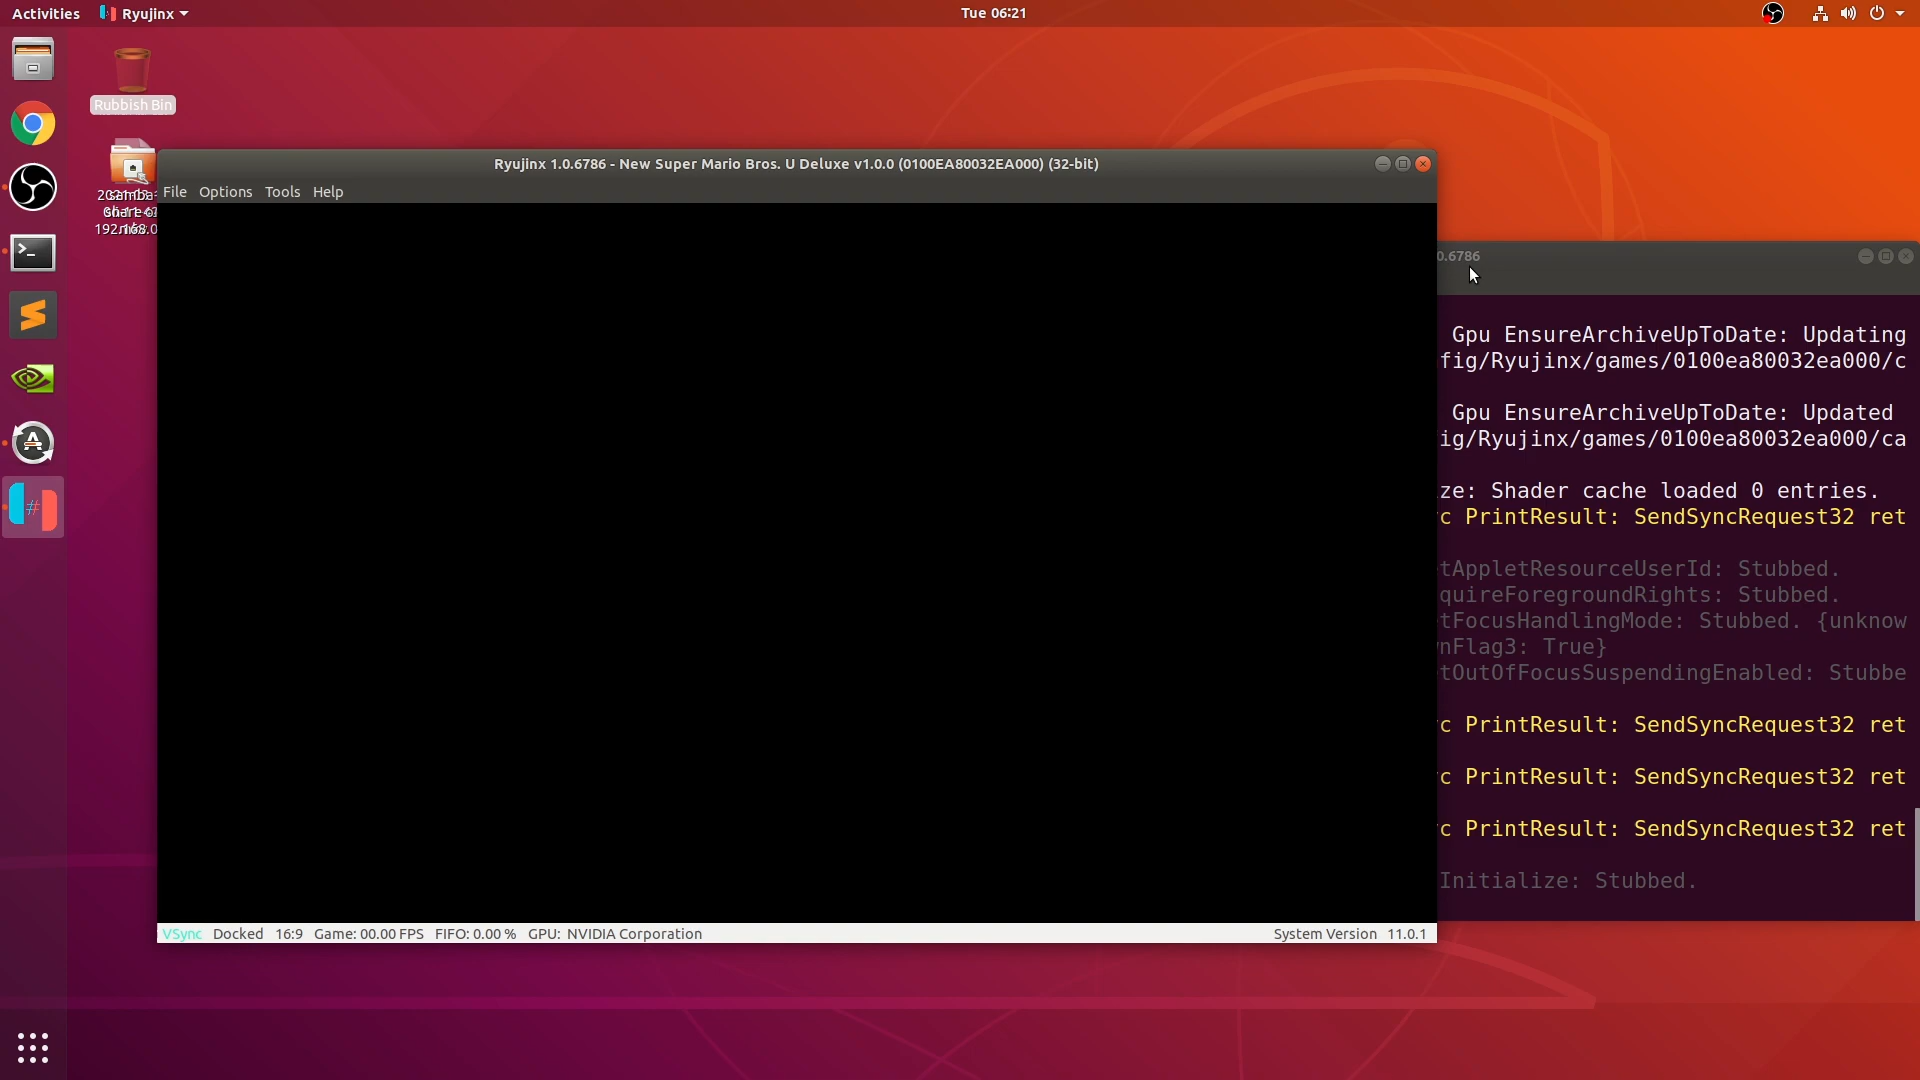 Activities Ryujinx Tue 06:21
Rubbish Bin
192.168.0
Ryujinx 1.0.6786 - New Super Mario Bros. U Deluxe v1.0.0 (0100EA80032EA000) (32-bit)
File Options Tools Help
0.6786
Gpu EnsureArchiveUpToDate: Updating
fig/Ryujinx/games/0100ea80032ea000/c
Gpu EnsureArchiveUpToDate: Updated
ig/Ryujinx/games/0100ea80032ea000/ca
ze: Shader cache loaded 0 entries.
c PrintResult: SendSyncRequest32 ret
tAppletResourceUserId: Stubbed.
quireForegroundRights: Stubbed.
tFocusHandlingMode: Stubbed. {unknow
nFlag3: True}
tOutOfFocusSuspendingEnabled: Stubbe
c PrintResult: SendSyncRequest32 ret
c PrintResult: SendSyncRequest32 ret
c PrintResult: SendSyncRequest32 ret
Initialize: Stubbed.
VSync Docked 16:9 Game: 00.00 FPS FIFO: 0.00 % GPU: NVIDIA Corporation System Version 11.0.1